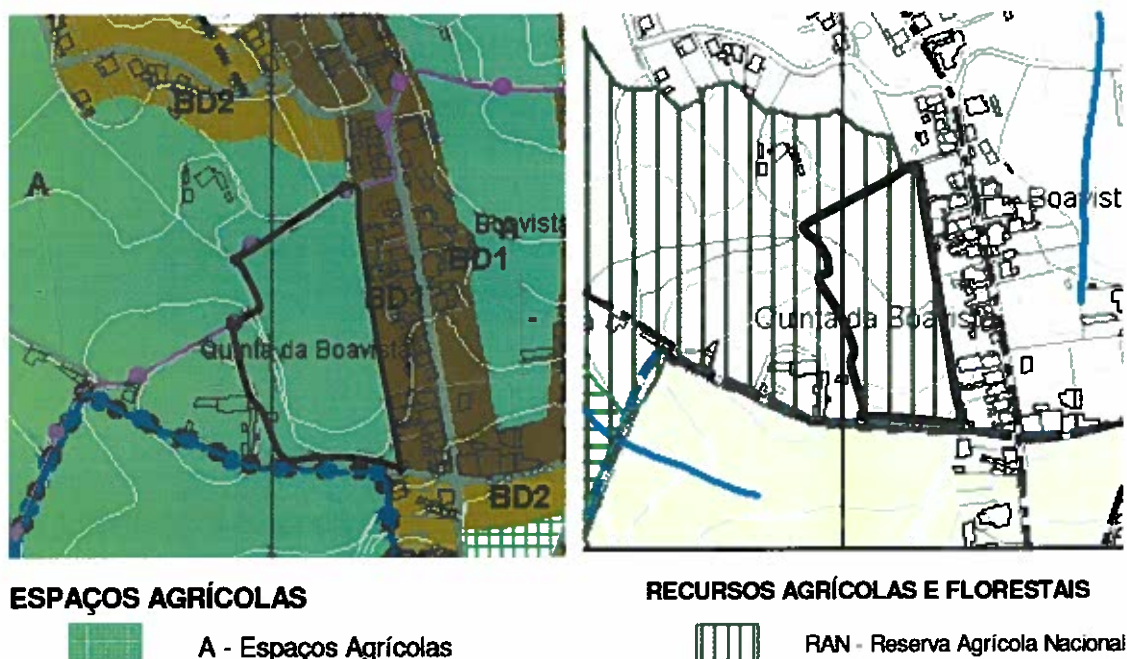 BD2
A
Boavista
A
BD1
BD1
Quinta da Boavista
BD2
Boavist
Quinta da Boavista
ESPAÇOS AGRÍCOLAS
A - Espaços Agrícolas
RECURSOS AGRÍCOLAS E FLORESTAIS
RAN - Reserva Agrícola Nacional